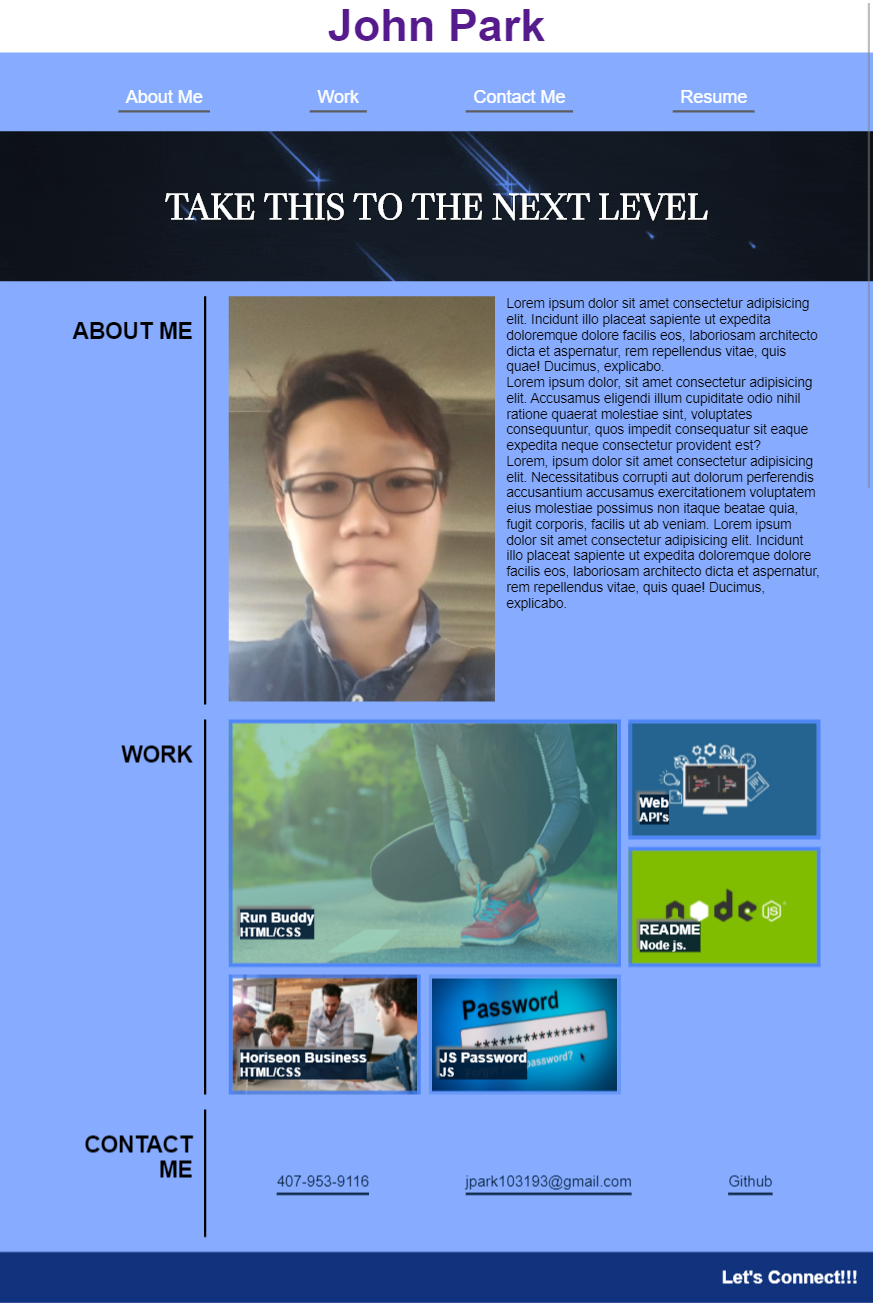 John Park
About Me
Work
Contact Me
Resume
TAKE THIS TO THE NEXT LEVEL
ABOUT ME
Lorem ipsum dolor sit amet consectetur adipisicing
elit. Incidunt illo placeat sapiente ut expedita
doloremque dolore facilis eos, laboriosam architecto
dicta et aspernatur, rem repellendus vitae, quis
quae! Ducimus, explicabo.
Lorem ipsum dolor, sit amet consectetur adipisicing
elit. Accusamus eligendi illum cupiditate odio nihil
ratione quaerat molestiae sint, voluptates
consequuntur, quos impedit consequatur sit eaque
expedita neque consectetur provident est?
Lorem, ipsum dolor sit amet consectetur adipisicing
elit. Necessitatibus corrupti aut dolorum perferendis
accusantium accusamus exercitationem voluptatem
eius molestiae possimus non itaque beatae quia,
fugit corporis, facilis ut ab veniam. Lorem ipsum
dolor sit amet consectetur adipisicing elit. Incidunt
illo placeat sapiente ut expedita doloremque dolore
facilis eos, laboriosam architecto dicta et aspernatur,
rem repellendus vitae, quis quae! Ducimus,
explicabo.
WORK
Run Buddy
HTML/CSS
Web
API's
node
JS
README
Node js.
Horiseon Business
HTML/CSS
Password
****************
password?
JS Password
JS
CONTACT
ME
407-953-9116
jpark103193@gmail.com
Github
Let's Connect!!!